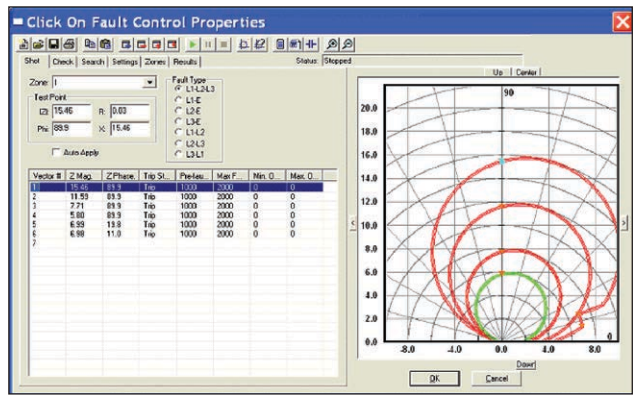 Click On Fault Control Properties
Shot Check Search Settings Zones Results
Status: Stopped
Zone: I
Test Point
|Z|: 15.46 R: 0.03
Phi: 89.9 X: 15.46
Auto Apply
Fault Type
L1-L2-L3
L1-E
L2-E
L3-E
L1-L2
L2-L3
L3-L1
Up Center
Vector # Z Mag. Z Phase. Trip St... Pre-fau... Max F... Min. O... Max. O...
1 15.46 89.9 Trip 1000 2000 0 0
2 11.59 89.9 Trip 1000 2000 0 0
3 7.71 89.9 Trip 1000 2000 0 0
4 5.80 89.9 Trip 1000 2000 0 0
5 6.99 19.8 Trip 1000 2000 0 0
6 6.98 11.0 Trip 1000 2000 0 0
7
90
20.0
18.0
16.0
14.0
12.0
10.0
8.0
6.0
4.0
2.0
0.0
0
-8.0 -4.0 0.0 4.0 8.0
Down
OK Cancel